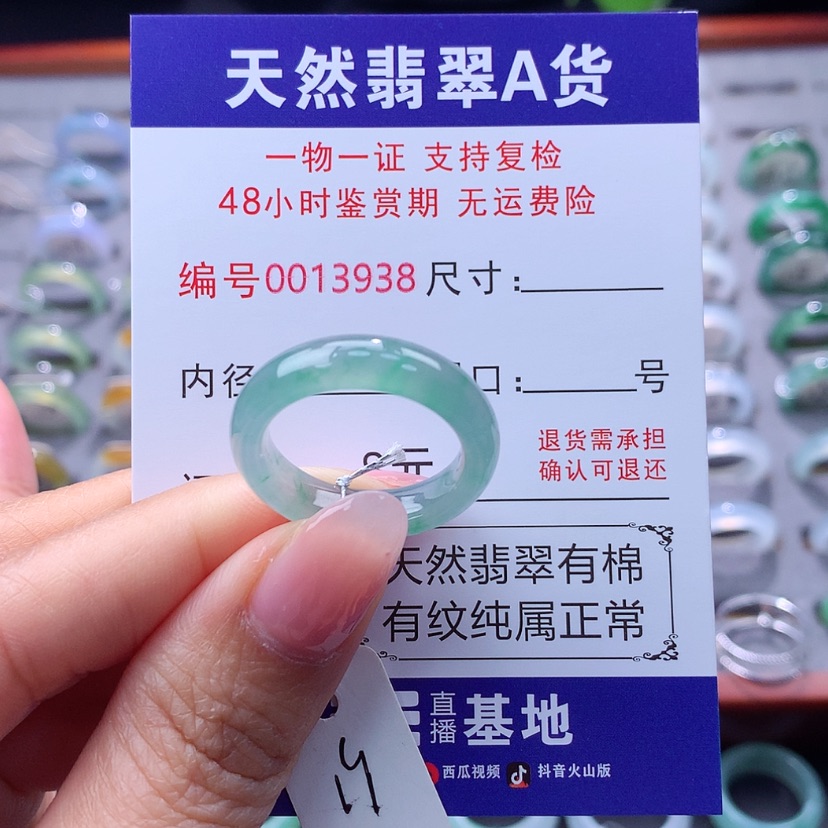 天然翡翠A货
一物一证 支持复检
48小时鉴赏期 无运费险
编号0013938 尺寸:
内径 口: 号
元
退货需承担
确认可退还
天然翡翠有棉
有纹纯属正常
直播基地
西瓜视频 抖音火山版